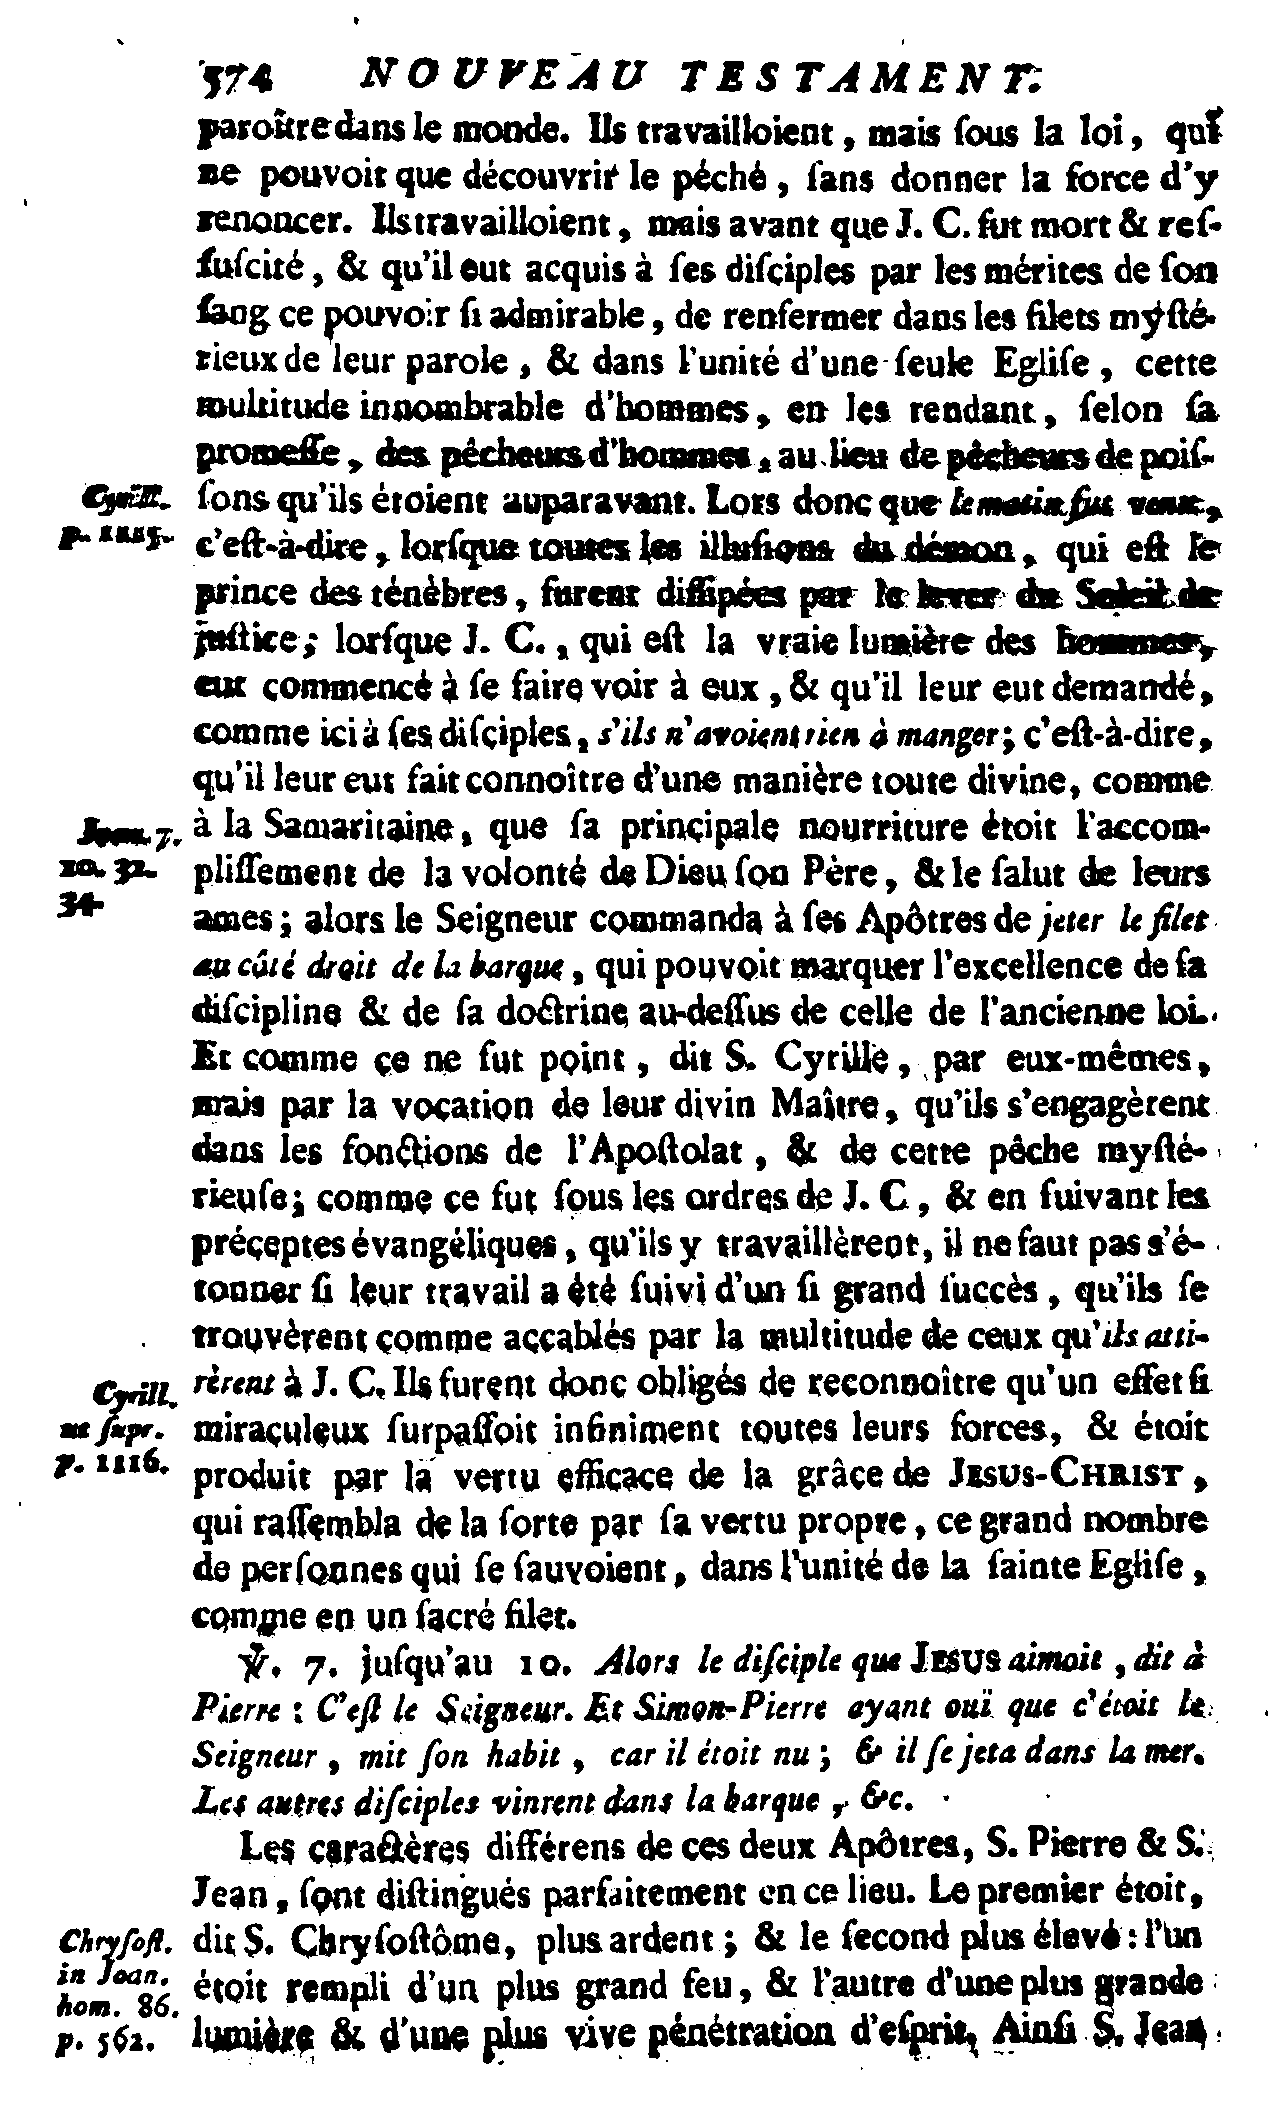 574 NOUVEAU TESTAMENT.
paroître dans le monde. Ils travailloient, mais ſous la loi, qui
ne pouvoit que découvrir le péché, ſans donner la force d'y
renoncer. Ils travailloient, mais avant que J. C. fut mort & reſ-
ſuſcité, & qu'il eut acquis à ſes diſciples par les mérites de ſon
ſang ce pouvoir ſi admirable, de renfermer dans les filets myſté-
rieux de leur parole, & dans l'unité d'une ſeule Egliſe, cette
multitude innombrable d'hommes, en les rendant, ſelon ſa
promeſſe, des pêcheurs d'hommes, au lieu de pêcheurs de poiſ-
Cyrill. ſons qu'ils étoient auparavant. Lors donc que le matin fut venu,
p. 1115. c'eſt-à-dire, lorſque toutes les illuſions du démon, qui eſt le
prince des ténèbres, furent diſſipées par le lever du Soleil de
juſtice; lorſque J. C., qui eſt la vraie lumière des hommes,
eut commencé à ſe faire voir à eux, & qu'il leur eut demandé,
comme ici à ſes diſciples, s'ils n'avoient rien à manger; c'eſt-à-dire,
qu'il leur eut fait connoître d'une manière toute divine, comme
Joan. 7. à la Samaritaine, que ſa principale nourriture étoit l'accom-
10. 32. pliſſement de la volonté de Dieu ſon Père, & le ſalut de leurs
34 ames; alors le Seigneur commanda à ſes Apôtres de jeter le filet
au côté droit de la barque, qui pouvoit marquer l'excellence de ſa
diſcipline & de ſa doctrine au-deſſus de celle de l'ancienne loi.
Et comme ce ne fut point, dit S. Cyrille, par eux-mêmes,
mais par la vocation de leur divin Maître, qu'ils s'engagèrent
dans les fonctions de l'Apoſtolat, & de cette pêche myſté-
rieuſe; comme ce fut ſous les ordres de J. C, & en ſuivant les
préceptes évangéliques, qu'ils y travaillèrent, il ne faut pas s'é-
tonner ſi leur travail a été ſuivi d'un ſi grand ſuccès, qu'ils ſe
trouvèrent comme accablés par la multitude de ceux qu'ils atti-
Cyrill. rèrent à J. C. Ils furent donc obligés de reconnoître qu'un effet ſi
ut ſupr. miraculeux ſurpaſſoit infiniment toutes leurs forces, & étoit
p. 1116. produit par la vertu efficace de la grâce de JESUS-CHRIST,
qui raſſembla de la ſorte par ſa vertu propre, ce grand nombre
de perſonnes qui ſe ſauvoient, dans l'unité de la ſainte Egliſe,
comme en un ſacré filet.
℣. 7. juſqu'au 10. Alors le diſciple que JESUS aimoit, dit à
Pierre: C'eſt le Seigneur. Et Simon-Pierre ayant ouï que c'étoit le
Seigneur, mit ſon habit, car il étoit nu; & il ſe jeta dans la mer.
Les autres diſciples vinrent dans la barque, &c.
Les caractères différens de ces deux Apôtres, S. Pierre & S.
Jean, ſont diſtingués parfaitement en ce lieu. Le premier étoit,
Chryſoſt. dit S. Chryſoſtôme, plus ardent; & le ſecond plus élevé: l'un
in Joan. étoit rempli d'un plus grand feu, & l'autre d'une plus grande
hom. 86.
p. 562. lumière & d'une plus vive pénétration d'eſprit. Ainſi S. Jean